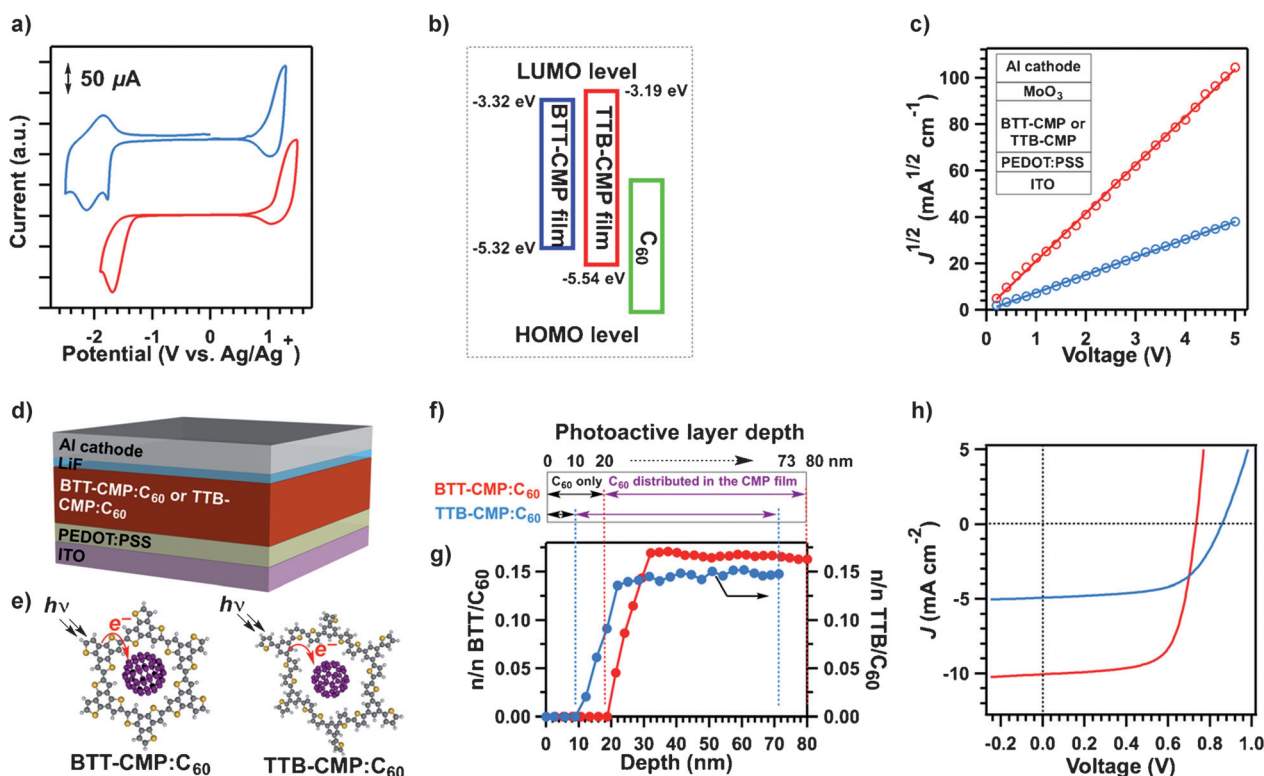 a)
50 µA
Current (a.u.)
-2 -1 0 1
Potential (V vs. Ag/Ag+
b)
LUMO level
-3.32 eV
-3.19 eV
BTT-CMP film
TTB-CMP film
C60
-5.32 eV
-5.54 eV
HOMO level
c)
J1/2 (mA1/2 cm-1)
100
80
60
40
20
0
Al cathode
MoO3
BTT-CMP or
TTB-CMP
PEDOT:PSS
ITO
0 1 2 3 4 5
Voltage (V)
d)
Al cathode
LiF
BTT-CMP:C60 or TTB-
CMP:C60
PEDOT:PSS
ITO
e)
hν
e−
BTT-CMP:C60
hν
e−
TTB-CMP:C60
f)
Photoactive layer depth
0 10 20 73 80 nm
BTT-CMP:C60
C60 only
C60 distributed in the CMP film
TTB-CMP:C60
g)
n/n BTT/C60
0.15
0.10
0.05
0.00
n/n TTB/C60
0.15
0.10
0.05
0.00
0 10 20 30 40 50 60 70 80
Depth (nm)
h)
J (mA cm-2)
5
0
-5
-10
-0.2 0.0 0.2 0.4 0.6 0.8 1.0
Voltage (V)